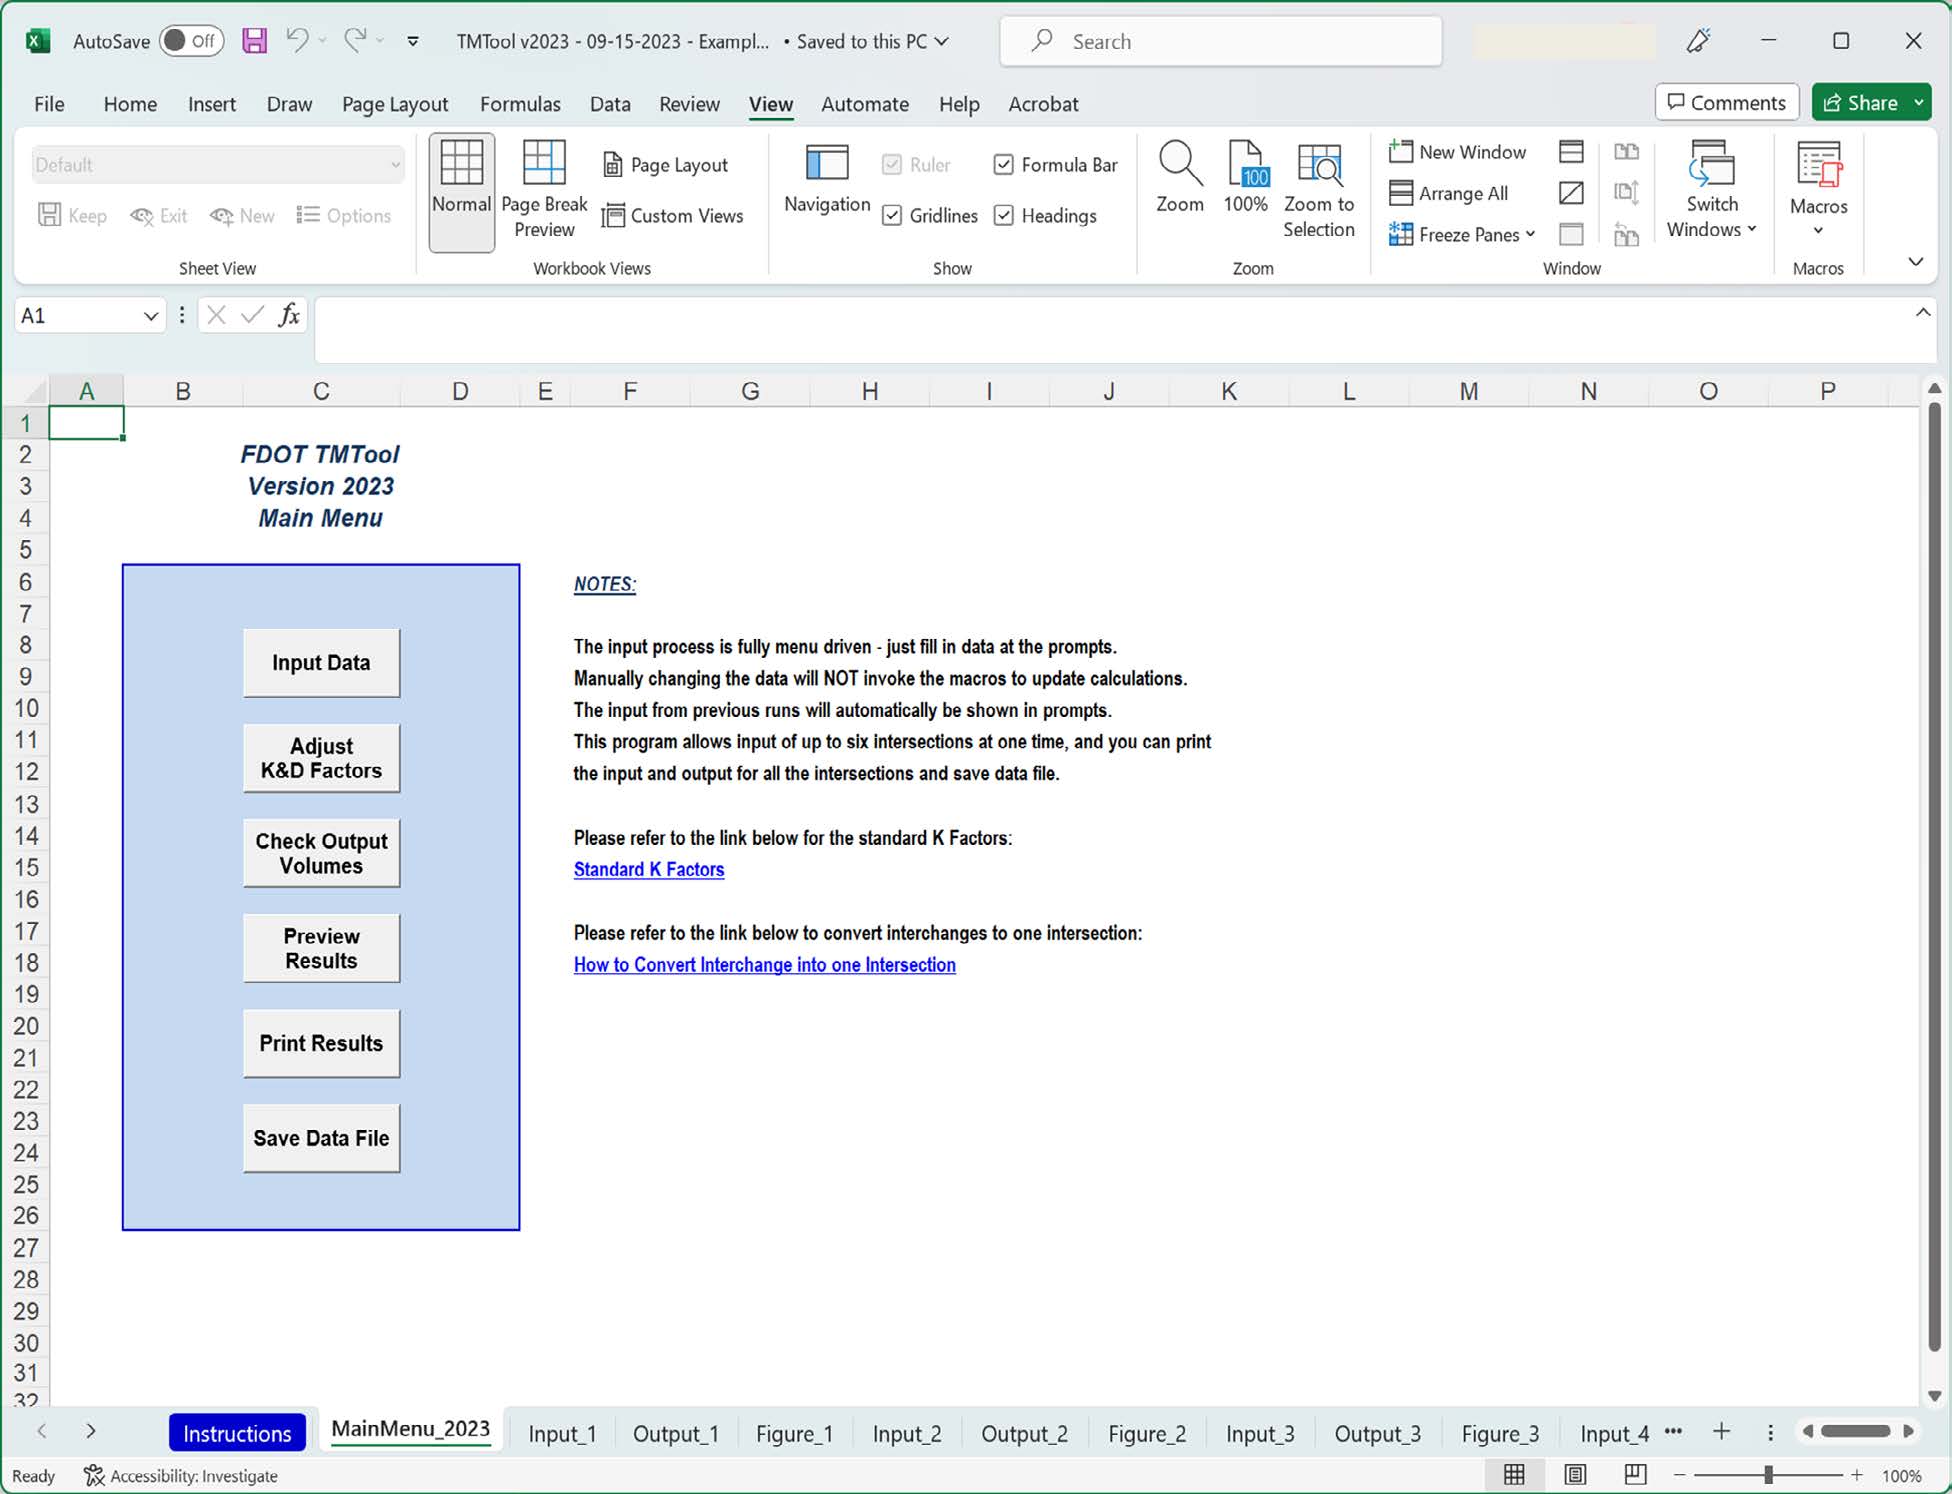 AutoSave Off TMTool v2023 - 09-15-2023 - Exampl... • Saved to this PC Search
File Home Insert Draw Page Layout Formulas Data Review View Automate Help Acrobat Comments Share
Default
Keep Exit New Options
Sheet View
Normal
Page Break Preview
Page Layout
Custom Views
Workbook Views
Navigation
Ruler
Formula Bar
Gridlines
Headings
Show
Zoom
100
100%
Zoom to Selection
Zoom
New Window
Arrange All
Freeze Panes
Switch Windows
Window
Macros
Macros
A1 fx
A B C D E F G H I J K L M N O P
1
2
3
4
5
6
7
8
9
10
11
12
13
14
15
16
17
18
19
20
21
22
23
24
25
26
27
28
29
30
31
32
FDOT TMTool
Version 2023
Main Menu
Input Data
Adjust
K&D Factors
Check Output
Volumes
Preview
Results
Print Results
Save Data File
NOTES:
The input process is fully menu driven - just fill in data at the prompts.
Manually changing the data will NOT invoke the macros to update calculations.
The input from previous runs will automatically be shown in prompts.
This program allows input of up to six intersections at one time, and you can print
the input and output for all the intersections and save data file.
Please refer to the link below for the standard K Factors:
Standard K Factors
Please refer to the link below to convert interchanges to one intersection:
How to Convert Interchange into one Intersection
Instructions MainMenu_2023 Input_1 Output_1 Figure_1 Input_2 Output_2 Figure_2 Input_3 Output_3 Figure_3 Input_4 •••
Ready Accessibility: Investigate 100%